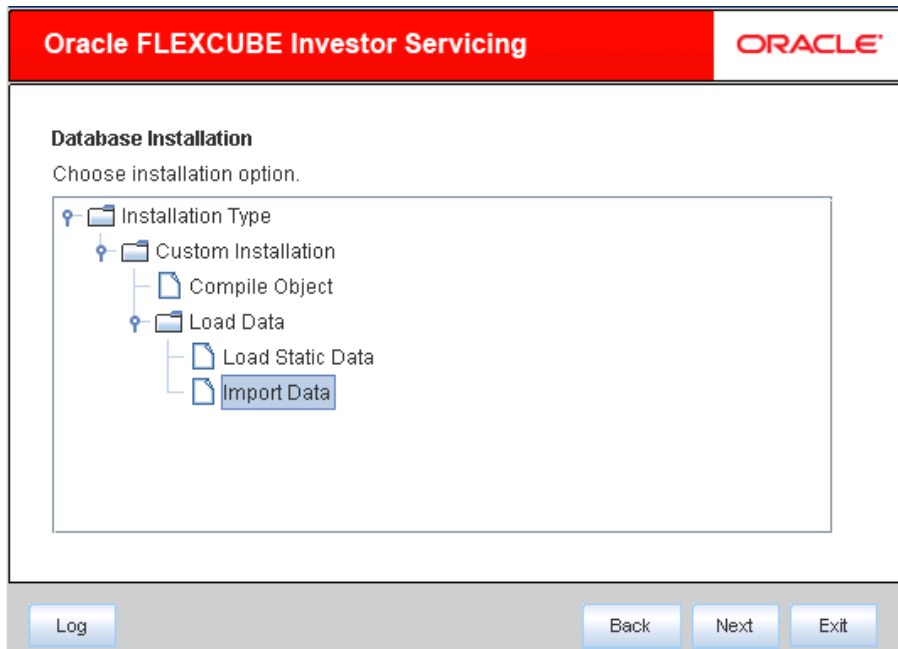 Oracle FLEXCUBE Investor Servicing
ORACLE
Database Installation
Choose installation option.
Installation Type
Custom Installation
Compile Object
Load Data
Load Static Data
Import Data
Log
Back
Next
Exit